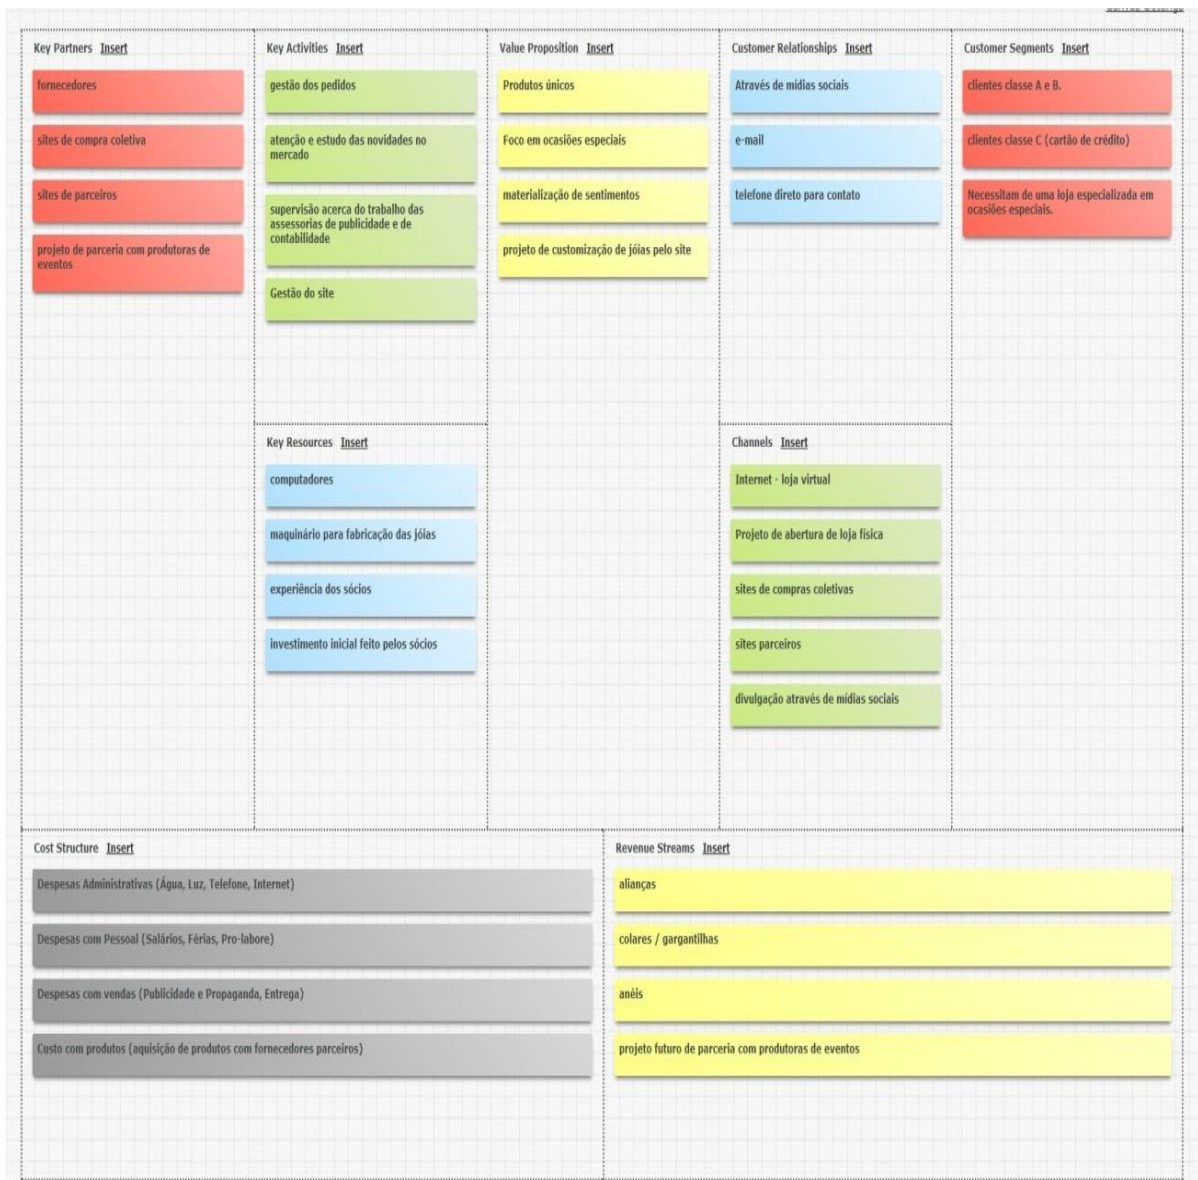 Key Partners Insert
fornecedores
sites de compra coletiva
sites de parceiros
projeto de parceria com produtoras de
eventos
Key Activities Insert
gestão dos pedidos
atenção e estudo das novidades no
mercado
supervisão acerca do trabalho das
assessorias de publicidade e de
contabilidade
Gestão do site
Key Resources Insert
computadores
maquinário para fabricação das jóias
experiência dos sócios
investimento inicial feito pelos sócios
Value Proposition Insert
Produtos únicos
Foco em ocasiões especiais
materialização de sentimentos
projeto de customização de jóias pelo site
Customer Relationships Insert
Através de mídias sociais
e-mail
telefone direto para contato
Channels Insert
Internet - loja virtual
Projeto de abertura de loja física
sites de compras coletivas
sites parceiros
divulgação através de mídias sociais
Customer Segments Insert
clientes classe A e B.
clientes classe C (cartão de crédito)
Necessitam de uma loja especializada em
ocasiões especiais.
Cost Structure Insert
Despesas Administrativas (Água, Luz, Telefone, Internet)
Despesas com Pessoal (Salários, Férias, Pro-labore)
Despesas com vendas (Publicidade e Propaganda, Entrega)
Custo com produtos (aquisição de produtos com fornecedores parceiros)
Revenue Streams Insert
alianças
colares / gargantilhas
anéis
projeto futuro de parceria com produtoras de eventos